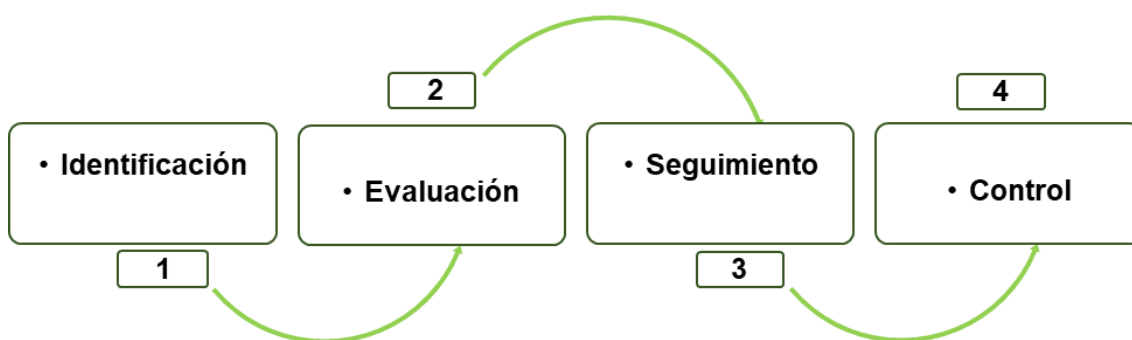 1
• Identificación
2
• Evaluación
3
• Seguimiento
4
• Control